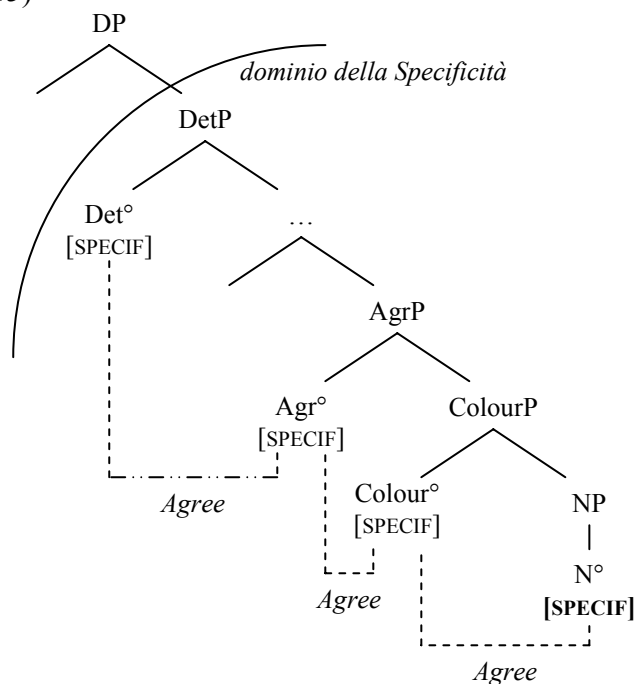 DP
dominio della Specificità
DetP
Det°
[SPECIF]
…
AgrP
Agr°
[SPECIF]
ColourP
Agree
Colour°
[SPECIF]
NP
Agree
N°
[SPECIF]
Agree